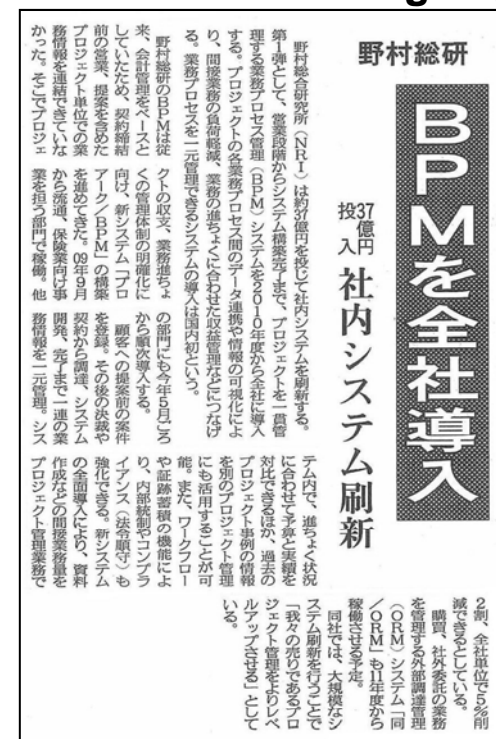 野村総研
BPMを全社導入
37億円
投入
社内システム刷新
野村総合研究所（NRI）は約37億円を投じて社内システムを刷新する。
第1弾として、営業段階からシステム構築完了まで、プロジェクトを一貫管
理する業務プロセス管理（BPM）システムを2010年度から全社に導入
する。プロジェクトの各業務プロセス間のデータ連携や情報の可視化によ
り、間接業務の負荷軽減、業務の進ちょくに合わせた収益管理などにつなげ
る。業務プロセスを一元管理できるシステムの導入は国内初という。
野村総研のBPMは従
来、会計管理をベースと
していたため、契約締結
前の営業、提案を含めた
プロジェクト単位での業
務情報を連結できていな
かった。そこでプロジェ
クトの収支、業務進ちょ
くの管理体制の明確化に
向け、新システム「プロ
アーク／BPM」の構築
を進めてきた。09年9月
から流通、保険業向け事
業を担う部門で稼働。他
の部門にも今年5月ごろ
から順次導入する。
顧客への提案前の案件
を登録。その後の決裁や
契約から調達、システム
開発、完了まで一連の業
務情報を一元管理。シス
テム内で、進ちょく状況
に合わせて予算と実績を
対比できるほか、過去の
プロジェクト事例の情報
を別のプロジェクト管理
にも活用することが可
能。また、ワークフロー
や証跡蓄積の機能によ
り、内部統制やコンプラ
イアンス（法令順守）も
強化できる。新システム
の全面導入により、資料
作成などの間接業務量を
プロジェクト管理業務で
2割、全社単位で5％削
減できるとしている。
購買、社外委託の業務
を管理する外部調達管理
（ORM）システム「同
／ORM」も11年度から
稼働させる予定。
同社では、大規模なシ
ステム刷新を行うことで
「我々の売りであるプロ
ジェクト管理をよりレベ
ルアップさせる」として
いる。